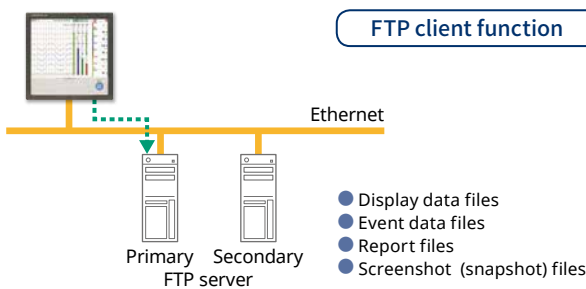 FTP client function
Ethernet
Primary Secondary
FTP server
Display data files
Event data files
Report files
Screenshot (snapshot) files